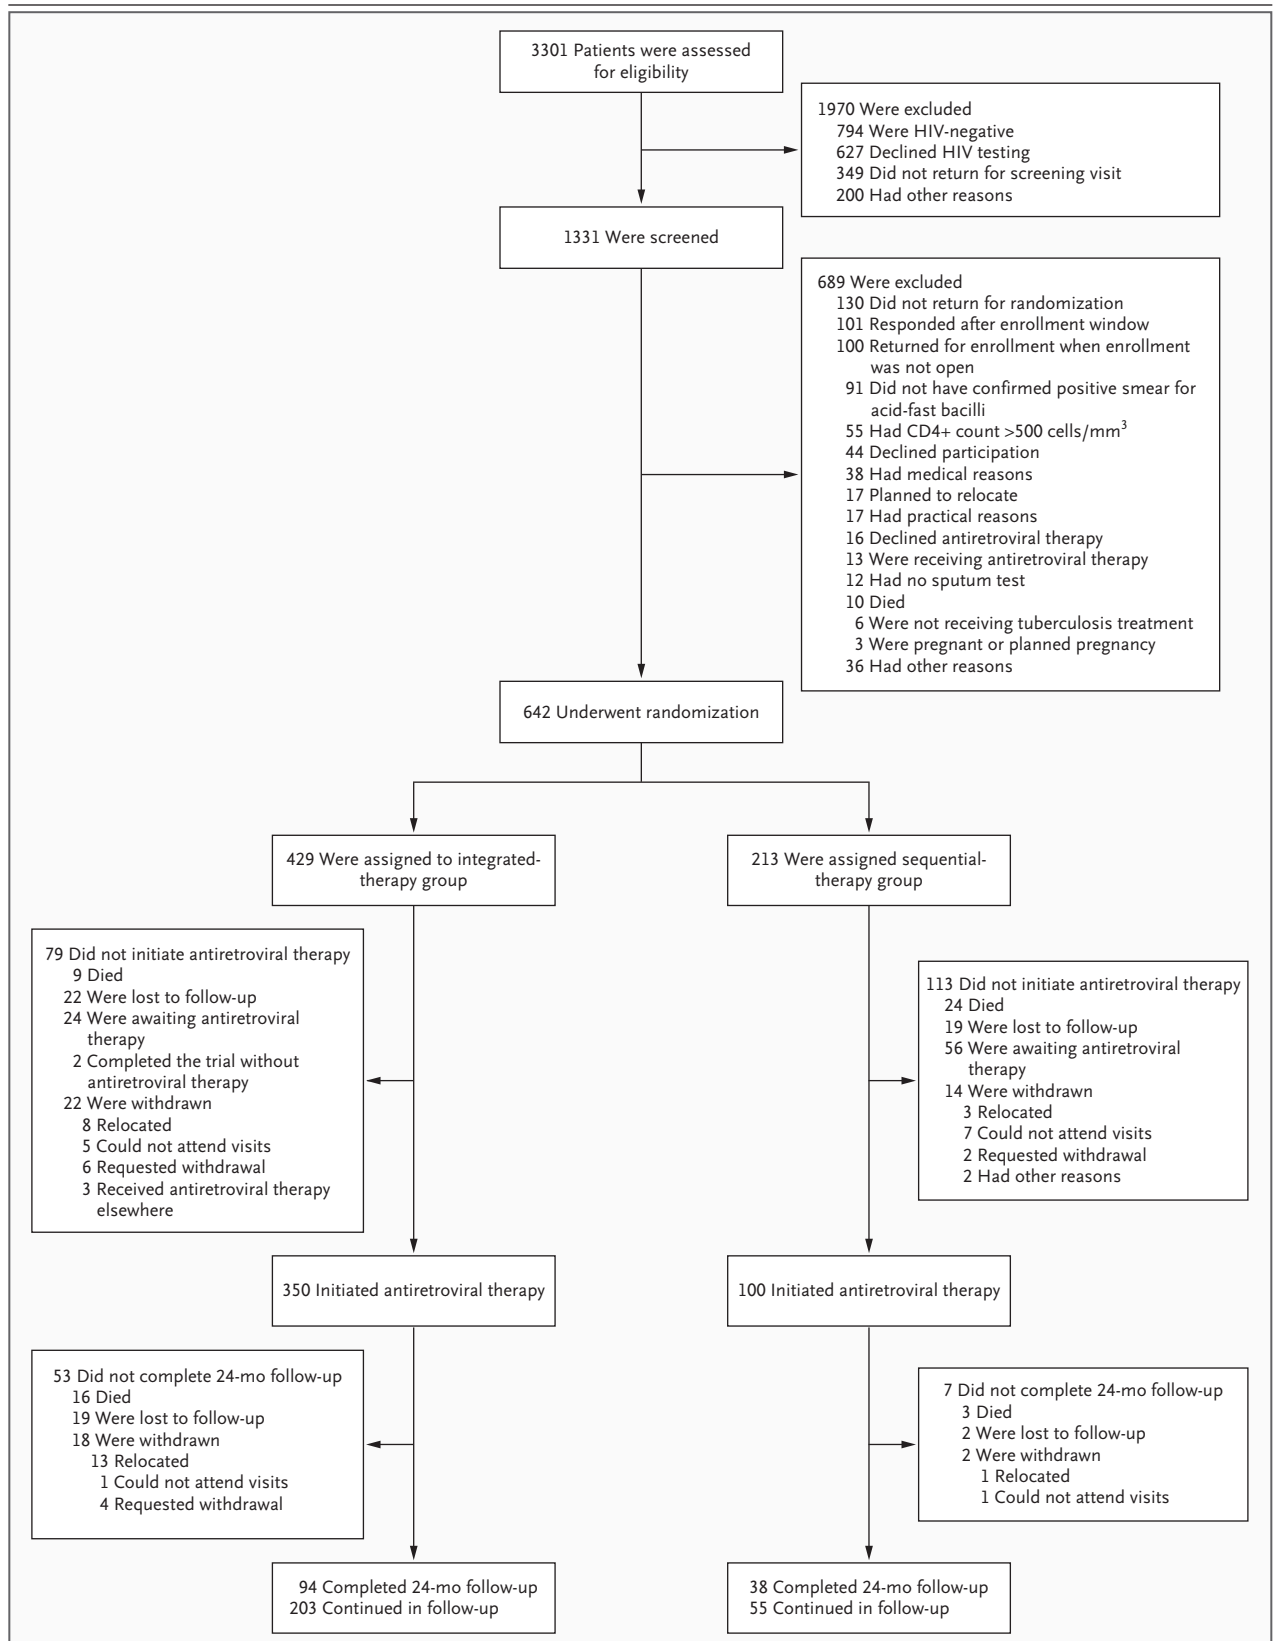 3301 Patients were assessed
for eligibility
1970 Were excluded
794 Were HIV-negative
627 Declined HIV testing
349 Did not return for screening visit
200 Had other reasons
1331 Were screened
689 Were excluded
130 Did not return for randomization
101 Responded after enrollment window
100 Returned for enrollment when enrollment
was not open
91 Did not have confirmed positive smear for
acid-fast bacilli
55 Had CD4+ count >500 cells/mm³
44 Declined participation
38 Had medical reasons
17 Planned to relocate
17 Had practical reasons
16 Declined antiretroviral therapy
13 Were receiving antiretroviral therapy
12 Had no sputum test
10 Died
6 Were not receiving tuberculosis treatment
3 Were pregnant or planned pregnancy
36 Had other reasons
642 Underwent randomization
429 Were assigned to integrated-
therapy group
213 Were assigned sequential-
therapy group
79 Did not initiate antiretroviral therapy
9 Died
22 Were lost to follow-up
24 Were awaiting antiretroviral
therapy
2 Completed the trial without
antiretroviral therapy
22 Were withdrawn
8 Relocated
5 Could not attend visits
6 Requested withdrawal
3 Received antiretroviral therapy
elsewhere
113 Did not initiate antiretroviral therapy
24 Died
19 Were lost to follow-up
56 Were awaiting antiretroviral
therapy
14 Were withdrawn
3 Relocated
7 Could not attend visits
2 Requested withdrawal
2 Had other reasons
350 Initiated antiretroviral therapy
100 Initiated antiretroviral therapy
53 Did not complete 24-mo follow-up
16 Died
19 Were lost to follow-up
18 Were withdrawn
13 Relocated
1 Could not attend visits
4 Requested withdrawal
7 Did not complete 24-mo follow-up
3 Died
2 Were lost to follow-up
2 Were withdrawn
1 Relocated
1 Could not attend visits
94 Completed 24-mo follow-up
203 Continued in follow-up
38 Completed 24-mo follow-up
55 Continued in follow-up